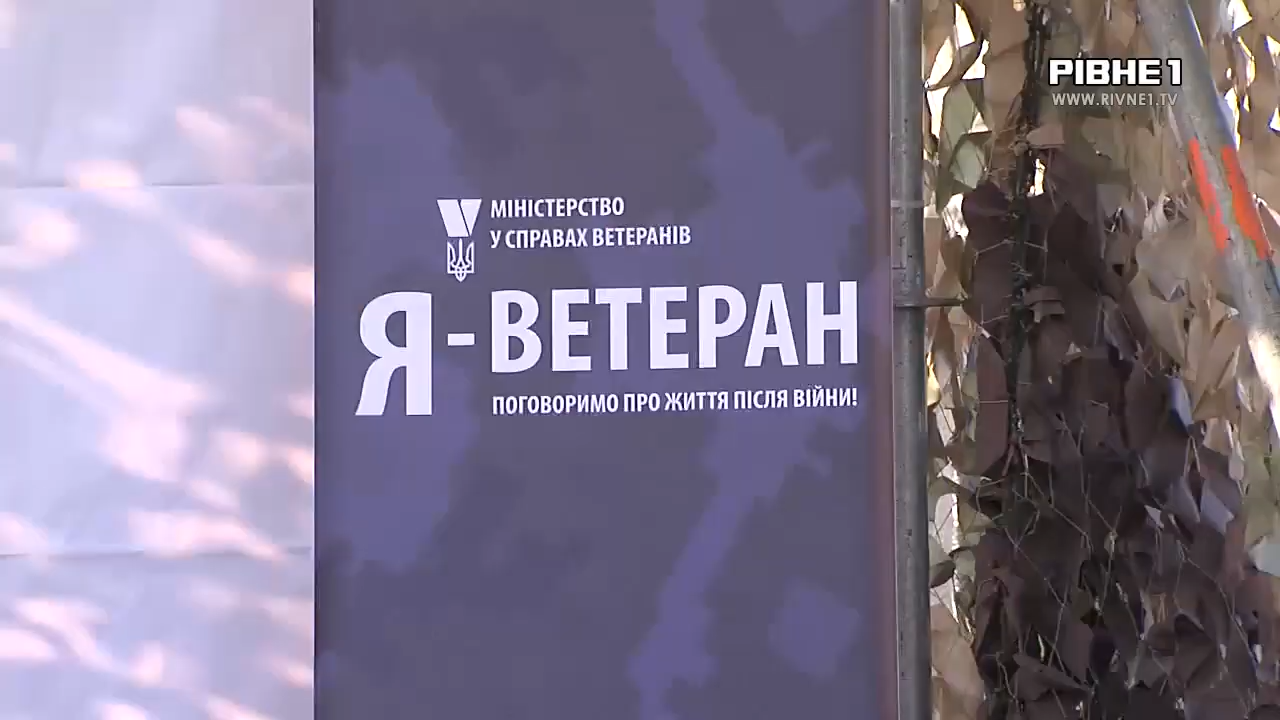 РІВНЕ 1
WWW.RIVNE1.TV
МІНІСТЕРСТВО
У СПРАВАХ ВЕТЕРАНІВ
Я-ВЕТЕРАН
ПОГОВОРИМО ПРО ЖИТТЯ ПІСЛЯ ВІЙНИ!